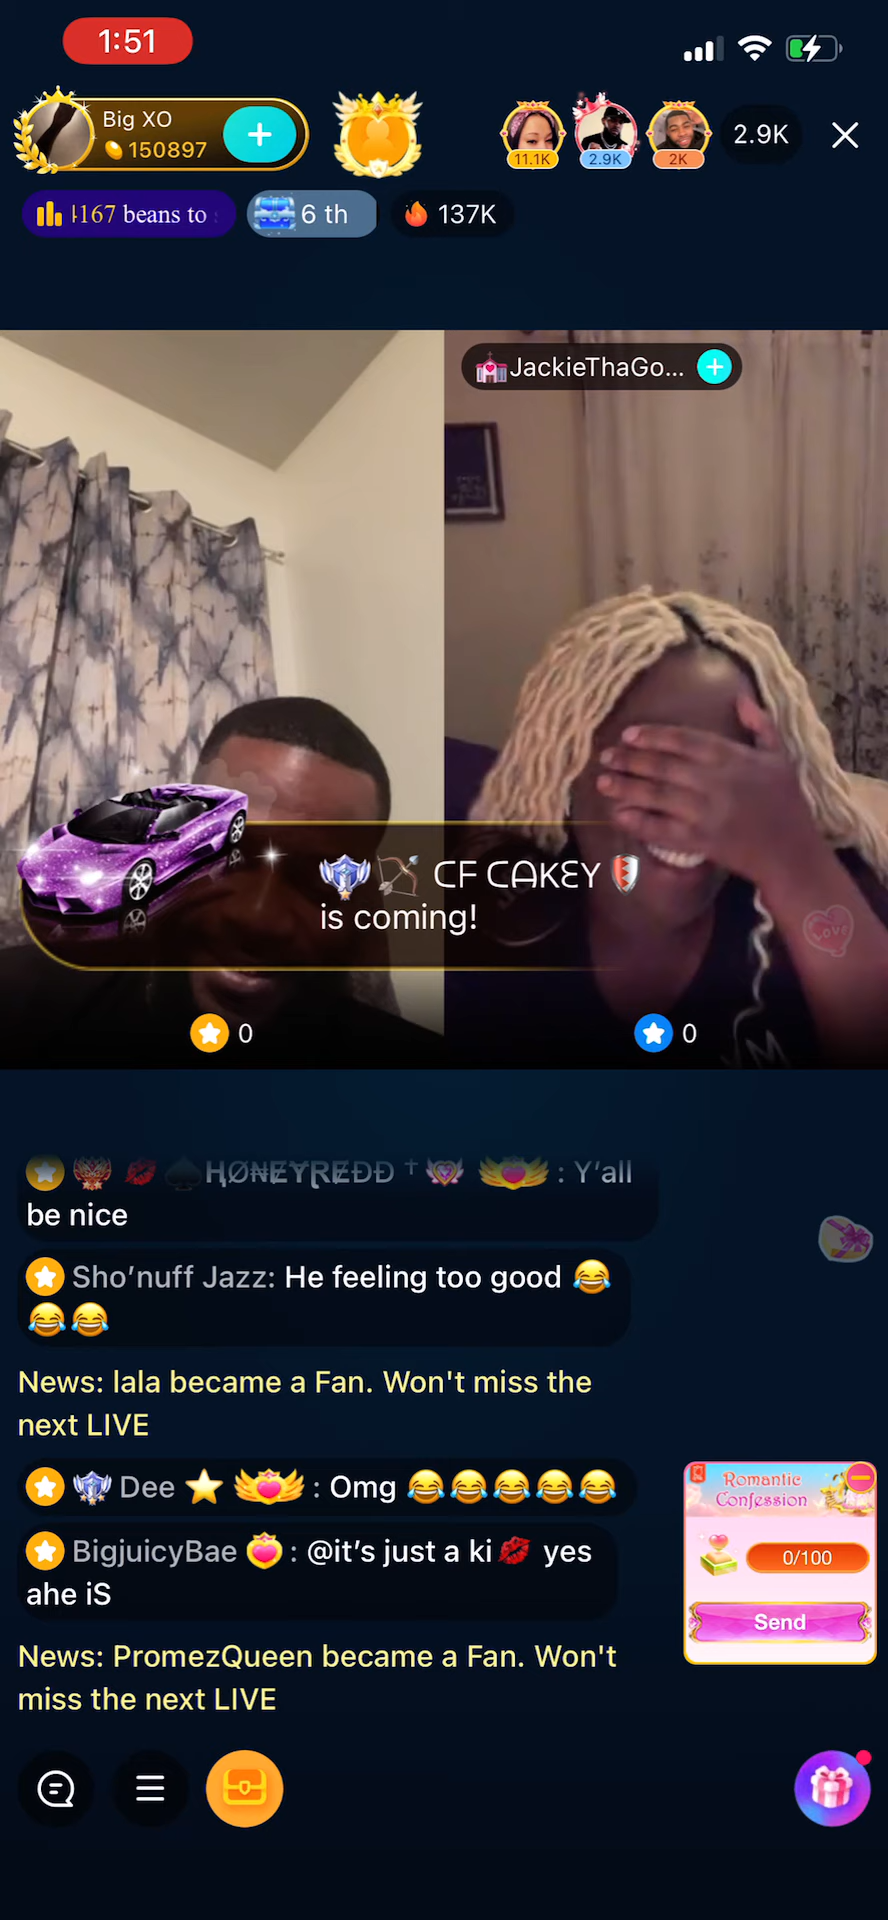 1:51
Big XO
150897
11.1K
2.9K
2K
2.9K
167 beans to
6 th
137K
JackieThaGo...
CF CAKEY
is coming!
LOVE
0
0
ⱧØ₦ɆɎⱤɆĐĐ † : Y'all
be nice
Sho'nuff Jazz: He feeling too good 😂
😂😂
News: lala became a Fan. Won't miss the
next LIVE
Dee ⭐ : Omg 😂😂😂😂😂
BigjuicyBae : @it's just a ki💋 yes
ahe iS
Romantic
Confession
0/100
Send
News: PromezQueen became a Fan. Won't
miss the next LIVE